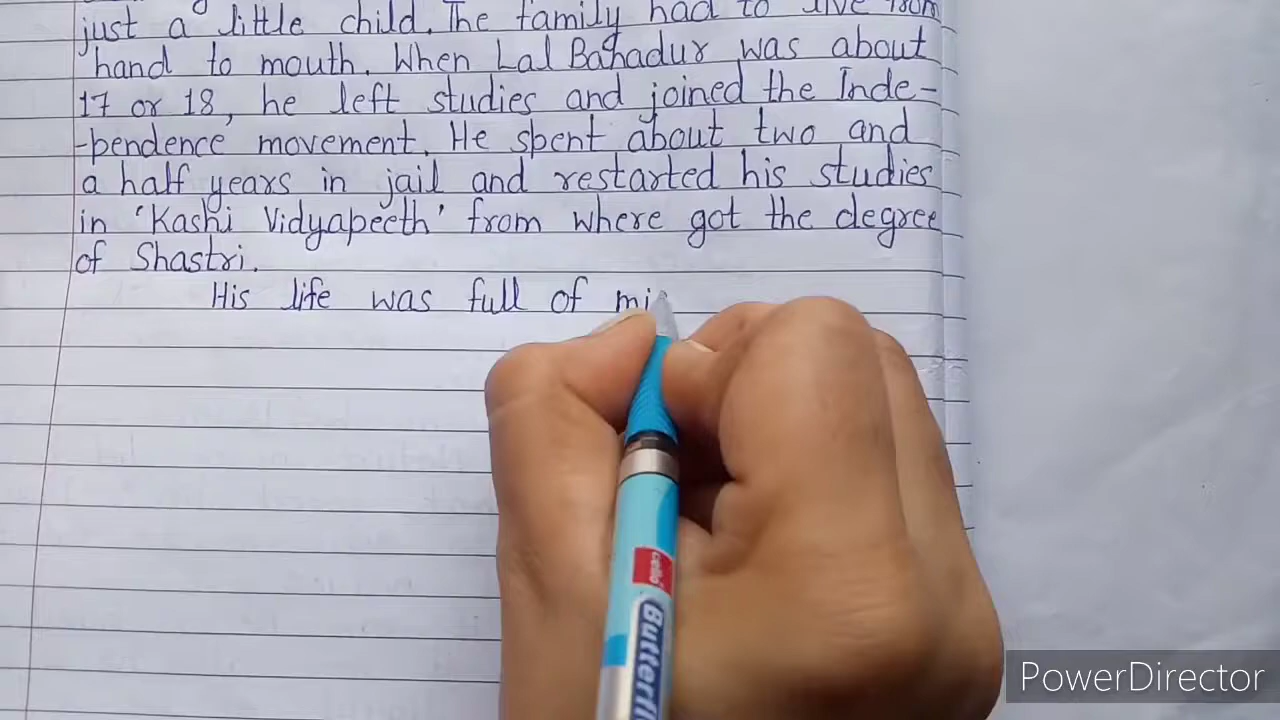 just a little child. The family had to live from
hand to mouth. When Lal Bahadur was about
17 or 18, he left studies and joined the Inde-
-pendence movement. He spent about two and
a half years in jail and restarted his studies
in 'Kashi Vidyapeeth' from where got the degree
of Shastri.
His life was full of mi
cello
Butterfl
PowerDirector